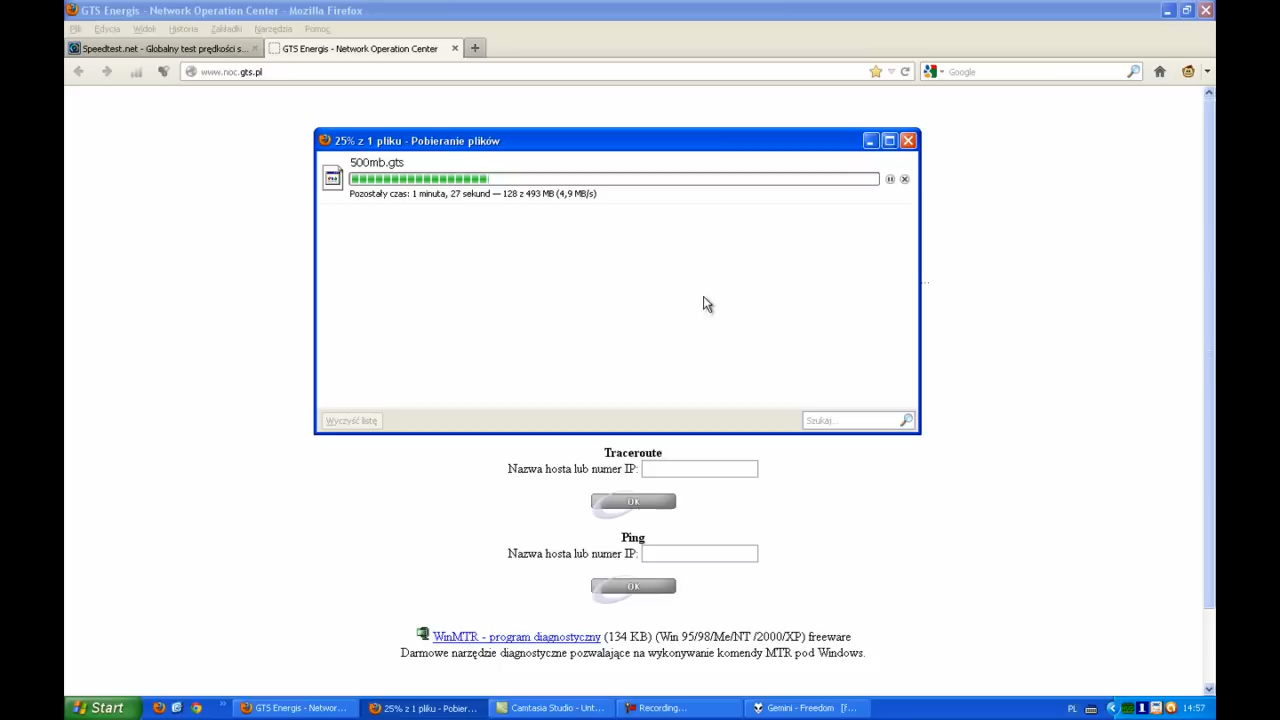 GTS Energis - Network Operation Center - Mozilla Firefox
Plik Edycja Widok Historia Zakładki Narzędzia Pomoc
Speedtest.net - Globalny test prędkości s...
GTS Energis - Network Operation Center
www.noc.gts.pl
Google
25% z 1 pliku - Pobieranie plików
500mb.gts
Pozostały czas: 1 minuta, 27 sekund — 128 z 493 MB (4,9 MB/s)
...
Wyczyść listę
Szukaj...
Traceroute
Nazwa hosta lub numer IP:
OK
Ping
Nazwa hosta lub numer IP:
OK
WinMTR - program diagnostyczny (134 KB) (Win 95/98/Me/NT /2000/XP) freeware
Darmowe narzędzie diagnostyczne pozwalające na wykonywanie komendy MTR pod Windows.
Start
GTS Energis - Networ...
25% z 1 pliku - Pobier...
Camtasia Studio - Unt...
Recording...
Gemini - Freedom [F...
PL
14:57